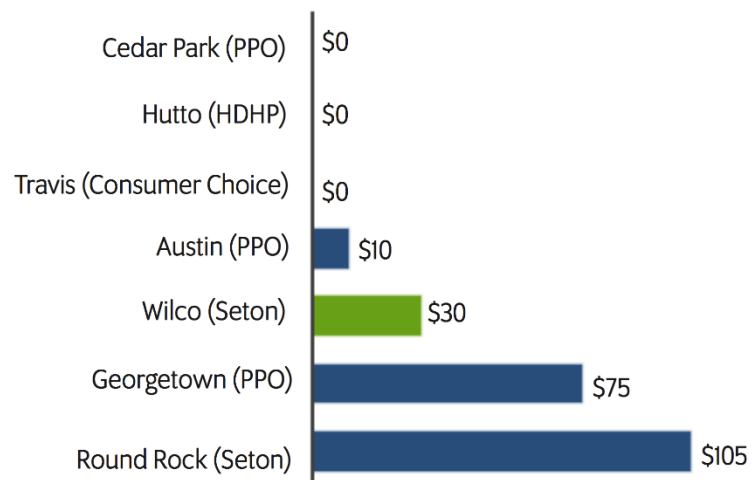 Cedar Park (PPO) $0
Hutto (HDHP) $0
Travis (Consumer Choice) $0
Austin (PPO) $10
Wilco (Seton) $30
Georgetown (PPO) $75
Round Rock (Seton) $105